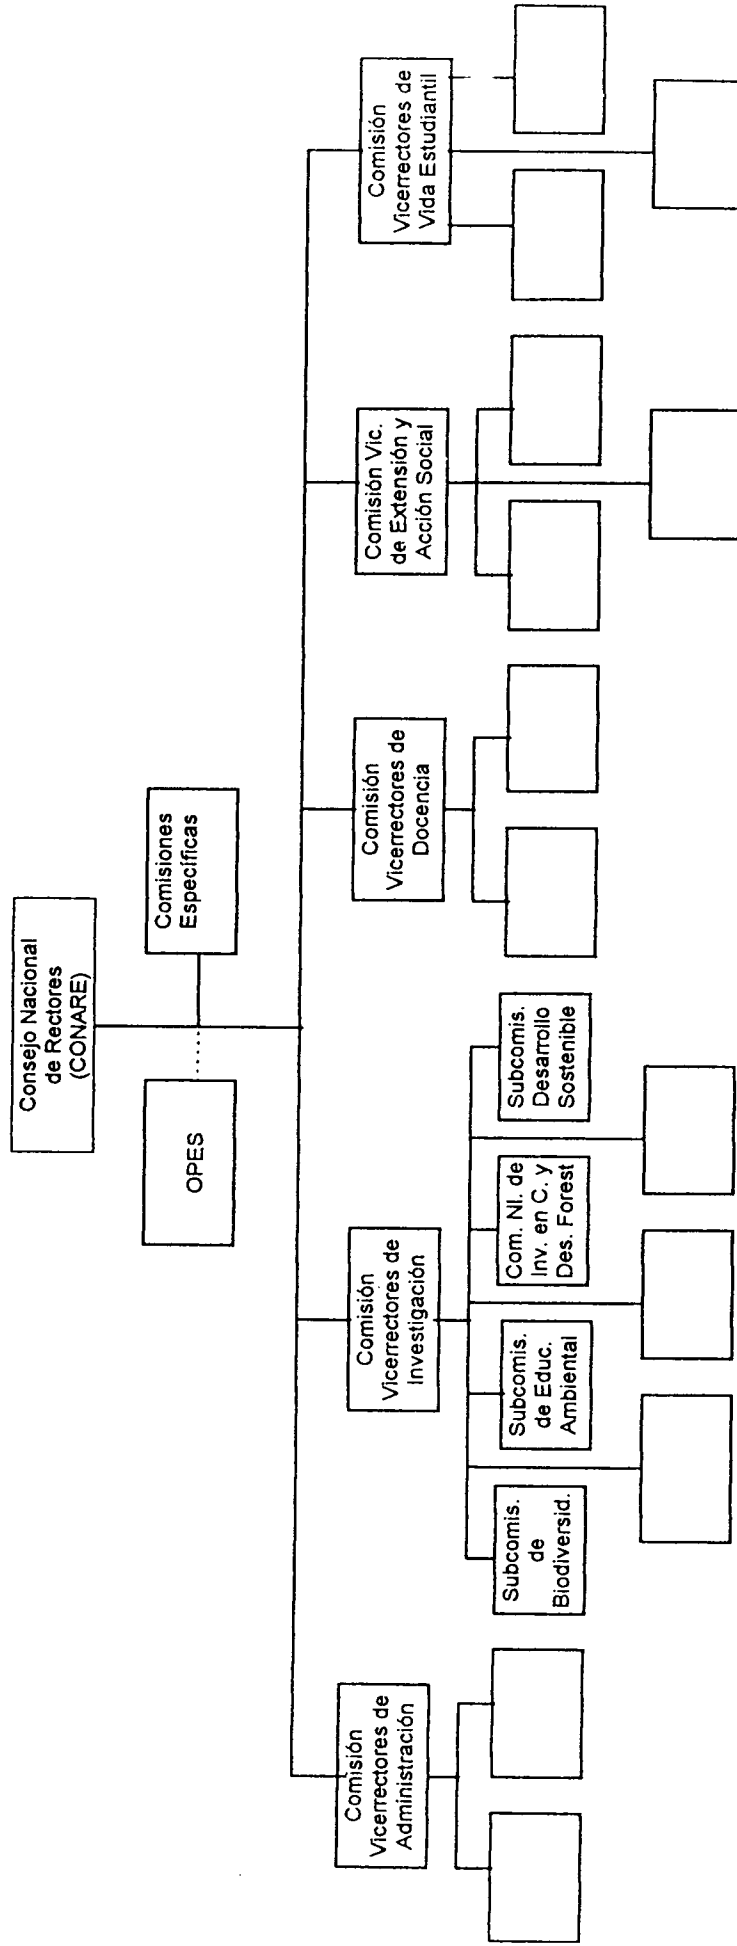 Consejo Nacional
de Rectores
(CONARE)
OPES
Comisiones
Específicas
Comisión
Vicerrectores de
Administración
Comisión
Vicerrectores de
Investigación
Comisión
Vicerrectores de
Docencia
Comisión Vic.
de Extensión y
Acción Social
Comisión
Vicerrectores de
Vida Estudiantil
Subcomis.
de
Biodiversid.
Subcomis.
de Educ.
Ambiental
Com. Nl. de
Inv. en C. y
Des. Forest
Subcomis.
Desarrollo
Sostenible